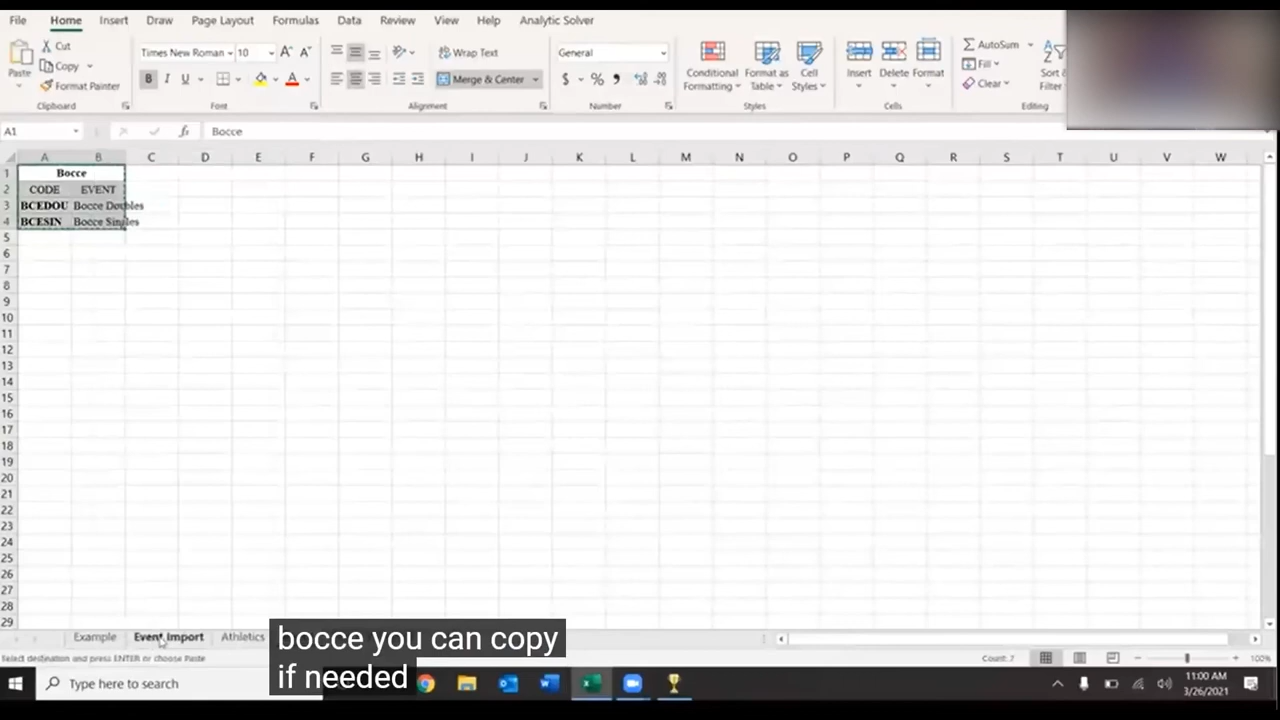 File Home Insert Draw Page Layout Formulas Data Review View Help Analytic Solver
Cut
Copy
Format Painter
Paste
Clipboard
Times New Roman 10
B I U
Font
Wrap Text
Merge & Center
Alignment
General
$ % 9
Number
Conditional Formatting
Format as Table
Cell Styles
Styles
Insert Delete Format
Cells
AutoSum
Fill
Clear
Sort &
Filter
Editing
A1 fx Bocce
A B C D E F G H I J K L M N O P Q R S T U V W
1 Bocce
2 CODE EVENT
3 BCEDOU Bocce Doubles
4 BCESIN Bocce Singles
5
6
7
8
9
10
11
12
13
14
15
16
17
18
19
20
21
22
23
24
25
26
27
28
29
Example Event Import Athletics
bocce you can copy
if needed
Select destination and press ENTER or choose Paste
Count: 7
100%
Type here to search
11:00 AM
3/26/2021